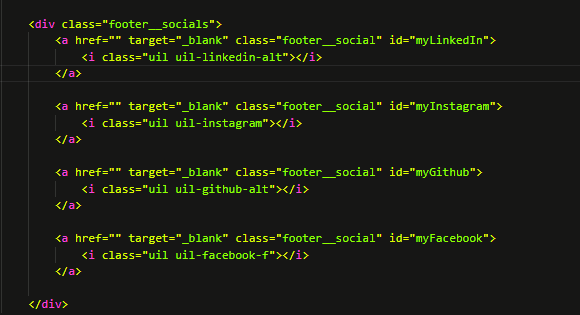 <div class="footer__socials">
<a href="" target="_blank" class="footer__social" id="myLinkedIn">
<i class="uil uil-linkedin-alt"></i>
</a>
<a href="" target="_blank" class="footer__social" id="myInstagram">
<i class="uil uil-instagram"></i>
</a>
<a href="" target="_blank" class="footer__social" id="myGithub">
<i class="uil uil-github-alt"></i>
</a>
<a href="" target="_blank" class="footer__social" id="myFacebook">
<i class="uil uil-facebook-f"></i>
</a>
</div>